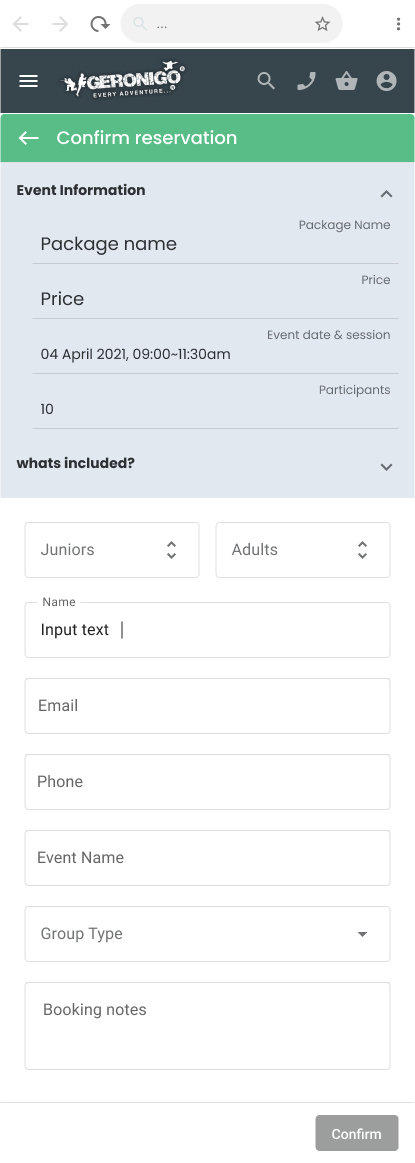 ...
GERONIGO
EVERY ADVENTURE...
Confirm reservation
Event Information
Package Name
Package name
Price
Price
Event date & session
04 April 2021, 09:00~11:30am
Participants
10
whats included?
Juniors
Adults
Name
Input text
Email
Phone
Event Name
Group Type
Booking notes
Confirm